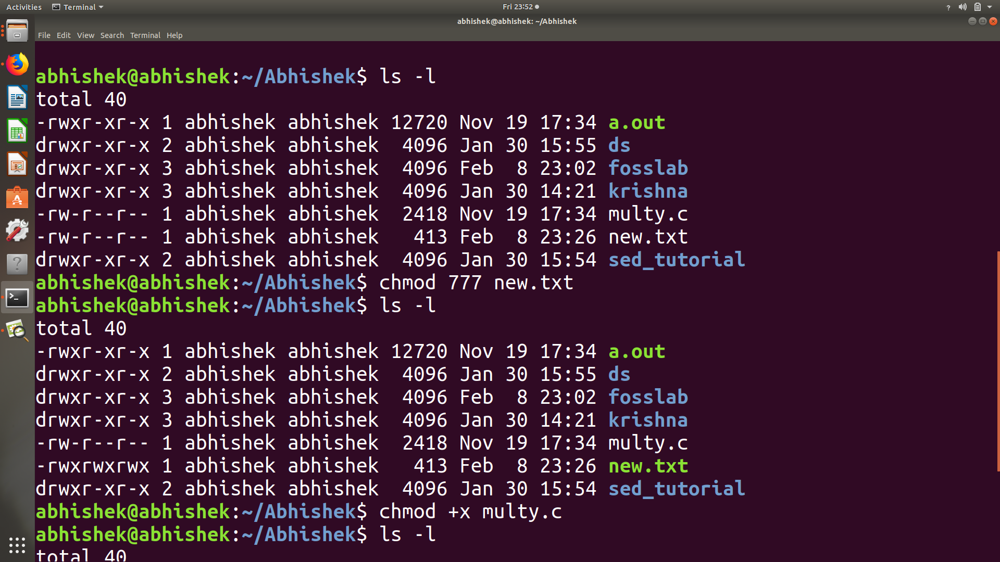 Activities Terminal Fri 23:52
abhishek@abhishek: ~/Abhishek
File Edit View Search Terminal Help
abhishek@abhishek:~/Abhishek$ ls -l
total 40
-rwxr-xr-x 1 abhishek abhishek 12720 Nov 19 17:34 a.out
drwxr-xr-x 2 abhishek abhishek  4096 Jan 30 15:55 ds
drwxr-xr-x 3 abhishek abhishek  4096 Feb  8 23:02 fosslab
drwxr-xr-x 3 abhishek abhishek  4096 Jan 30 14:21 krishna
-rw-r--r-- 1 abhishek abhishek  2418 Nov 19 17:34 multy.c
-rw-r--r-- 1 abhishek abhishek   413 Feb  8 23:26 new.txt
drwxr-xr-x 2 abhishek abhishek  4096 Jan 30 15:54 sed_tutorial
abhishek@abhishek:~/Abhishek$ chmod 777 new.txt
abhishek@abhishek:~/Abhishek$ ls -l
total 40
-rwxr-xr-x 1 abhishek abhishek 12720 Nov 19 17:34 a.out
drwxr-xr-x 2 abhishek abhishek  4096 Jan 30 15:55 ds
drwxr-xr-x 3 abhishek abhishek  4096 Feb  8 23:02 fosslab
drwxr-xr-x 3 abhishek abhishek  4096 Jan 30 14:21 krishna
-rw-r--r-- 1 abhishek abhishek  2418 Nov 19 17:34 multy.c
-rwxrwxrwx 1 abhishek abhishek   413 Feb  8 23:26 new.txt
drwxr-xr-x 2 abhishek abhishek  4096 Jan 30 15:54 sed_tutorial
abhishek@abhishek:~/Abhishek$ chmod +x multy.c
abhishek@abhishek:~/Abhishek$ ls -l
total 40